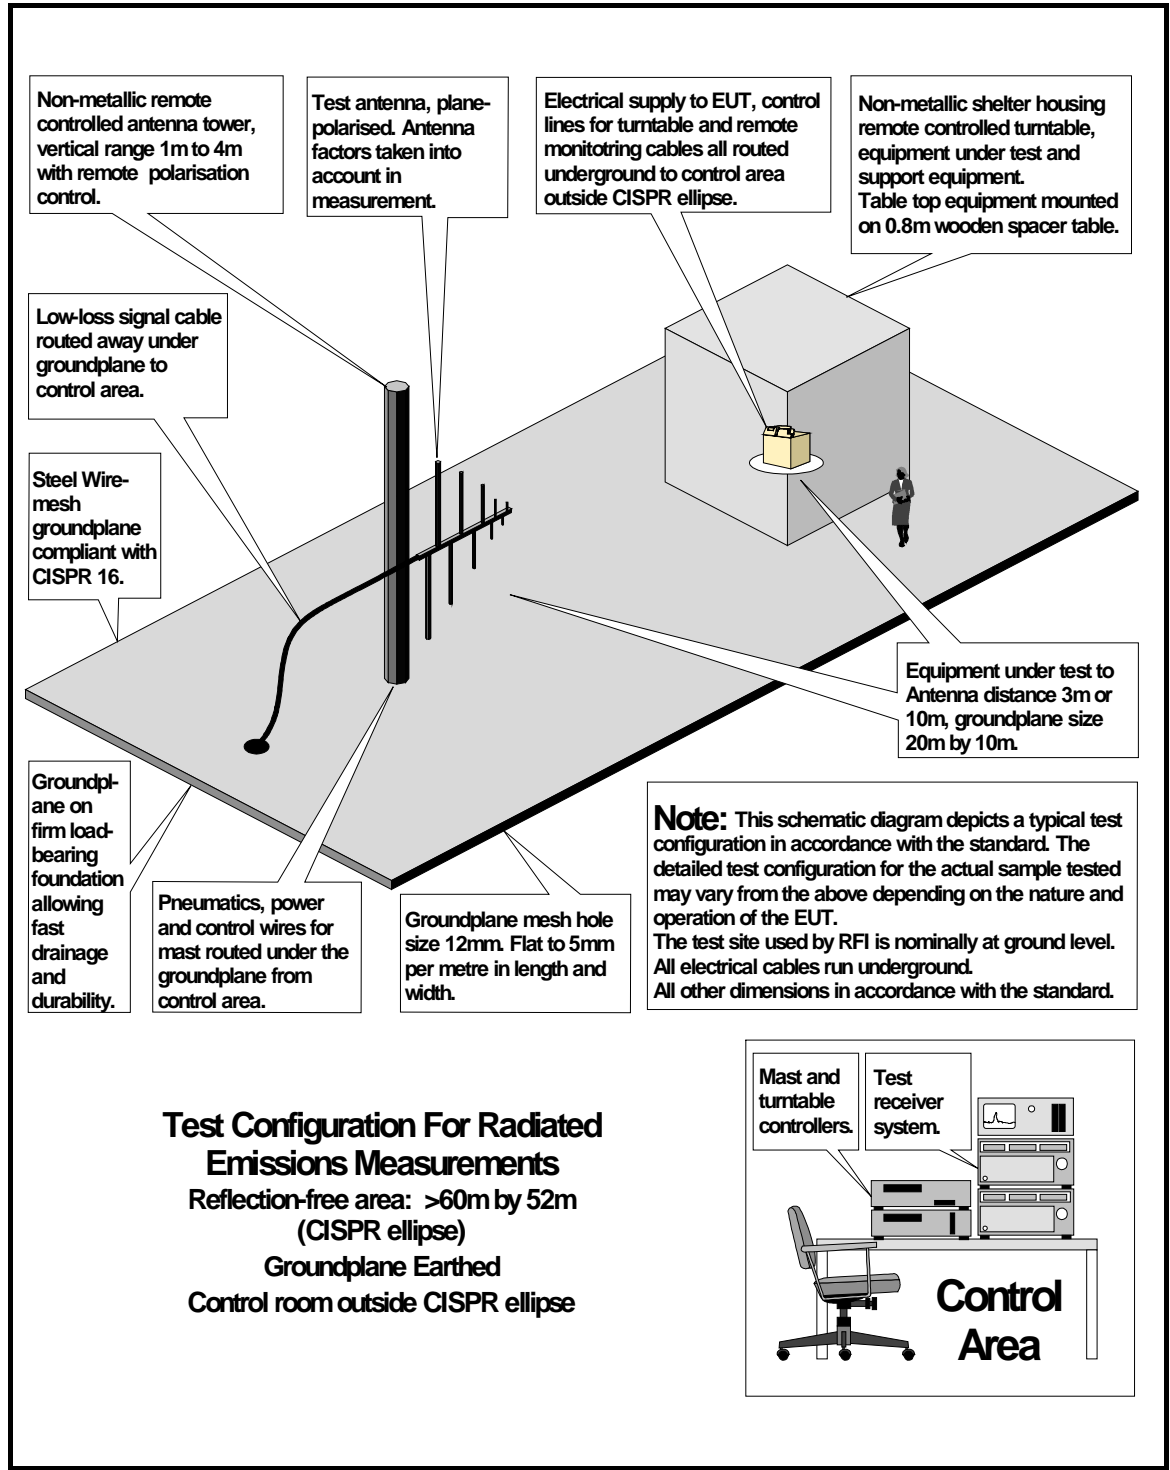 Non-metallic remote
controlled antenna tower,
vertical range 1m to 4m
with remote polarisation
control.
Test antenna, plane-
polarised. Antenna
factors taken into
account in
measurement.
Electrical supply to EUT, control
lines for turntable and remote
monitotring cables all routed
underground to control area
outside CISPR ellipse.
Non-metallic shelter housing
remote controlled turntable,
equipment under test and
support equipment.
Table top equipment mounted
on 0.8m wooden spacer table.
Low-loss signal cable
routed away under
groundplane to
control area.
Steel Wire-
mesh
groundplane
compliant with
CISPR 16.
Equipment under test to
Antenna distance 3m or
10m, groundplane size
20m by 10m.
Groundpl-
ane on
firm load-
bearing
foundation
allowing
fast
drainage
and
durability.
Pneumatics, power
and control wires for
mast routed under the
groundplane from
control area.
Groundplane mesh hole
size 12mm. Flat to 5mm
per metre in length and
width.
Note: This schematic diagram depicts a typical test
configuration in accordance with the standard. The
detailed test configuration for the actual sample tested
may vary from the above depending on the nature and
operation of the EUT.
The test site used by RFI is nominally at ground level.
All electrical cables run underground.
All other dimensions in accordance with the standard.
Test Configuration For Radiated
Emissions Measurements
Reflection-free area: >60m by 52m
(CISPR ellipse)
Groundplane Earthed
Control room outside CISPR ellipse
Mast and
turntable
controllers.
Test
receiver
system.
Control
Area